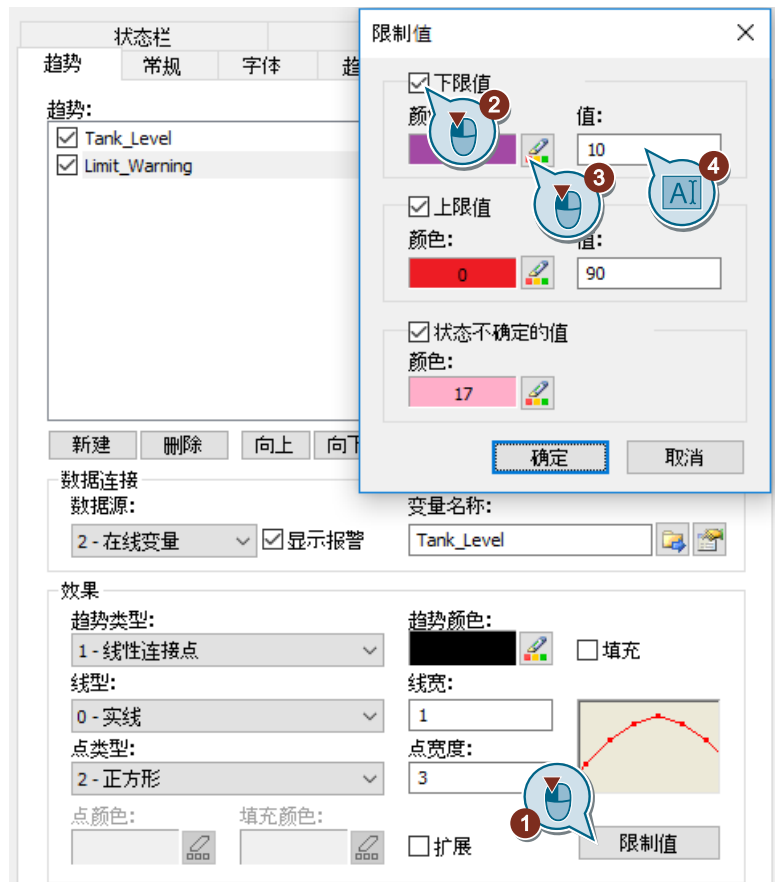 状态栏
趋势 常规 字体 趋
趋势:
Tank_Level
Limit_Warning
新建 删除 向上 向下
数据连接
数据源:
2 - 在线变量 显示报警
变量名称:
Tank_Level
效果
趋势类型:
1 - 线性连接点
趋势颜色:
填充
线型:
0 - 实线
线宽:
1
点类型:
2 - 正方形
点宽度:
3
点颜色: 填充颜色:
扩展
1
限制值
限制值
下限值
2
值:
10
3
4
A
上限值
颜色: 值:
0 90
状态不确定的值
颜色:
17
确定 取消